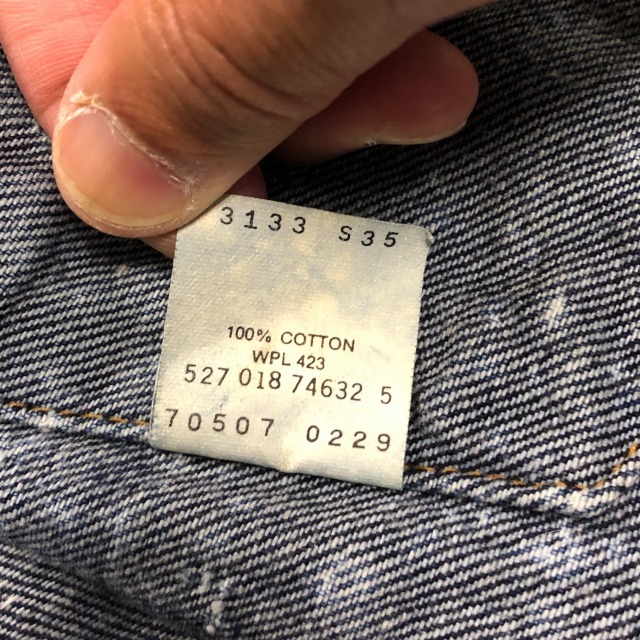 3133 S35
100% COTTON
WPL 423
527 018 74632 5
70507 0229